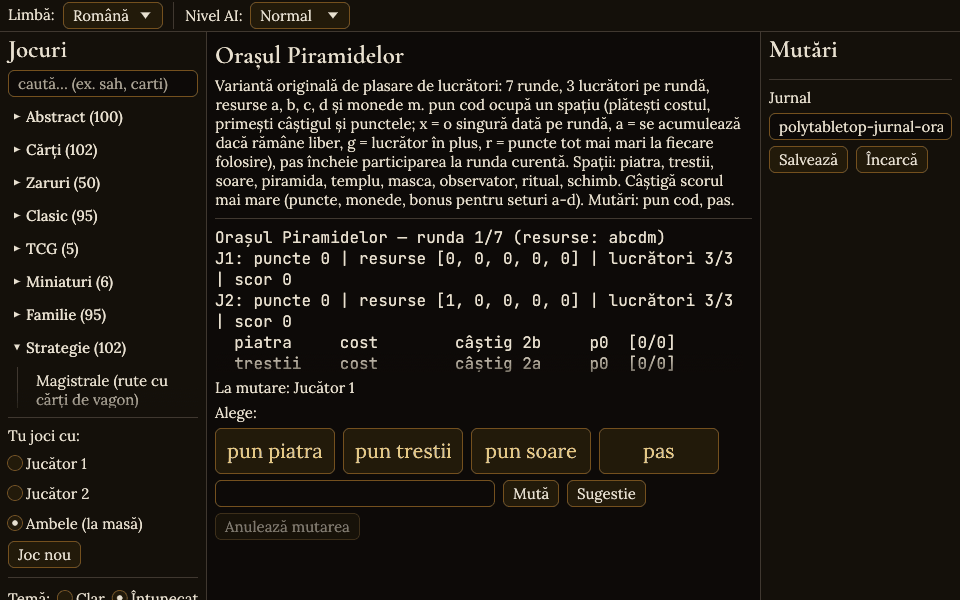 Limbă: Română ▼ Nivel AI: Normal ▼
Jocuri
caută... (ex. sah, carti)
▸ Abstract (100)
▸ Cărți (102)
▸ Zaruri (50)
▸ Clasic (95)
▸ TCG (5)
▸ Miniaturi (6)
▸ Familie (95)
▾ Strategie (102)
Magistrale (rute cu
cărți de vagon)
Tu joci cu:
Jucător 1
Jucător 2
Ambele (la masă)
Joc nou
Temă: Clar Întunecat
Orașul Piramidelor
Variantă originală de plasare de lucrători: 7 runde, 3 lucrători pe rundă,
resurse a, b, c, d și monede m. pun cod ocupă un spațiu (plătești costul,
primești câștigul și punctele; x = o singură dată pe rundă, a = se acumulează
dacă rămâne liber, g = lucrător în plus, r = puncte tot mai mari la fiecare
folosire), pas încheie participarea la runda curentă. Spații: piatra, trestii,
soare, piramida, templu, masca, observator, ritual, schimb. Câștigă scorul
mai mare (puncte, monede, bonus pentru seturi a-d). Mutări: pun cod, pas.
Orașul Piramidelor — runda 1/7 (resurse: abcdm)
J1: puncte 0 | resurse [0, 0, 0, 0, 0] | lucrători 3/3
| scor 0
J2: puncte 0 | resurse [1, 0, 0, 0, 0] | lucrători 3/3
| scor 0
piatra cost câștig 2b p0 [0/0]
trestii cost câștig 2a p0 [0/0]
La mutare: Jucător 1
Alege:
pun piatra pun trestii pun soare pas
Mută Sugestie
Anulează mutarea
Mutări
Jurnal
polytabletop-jurnal-ora
Salvează Încarcă